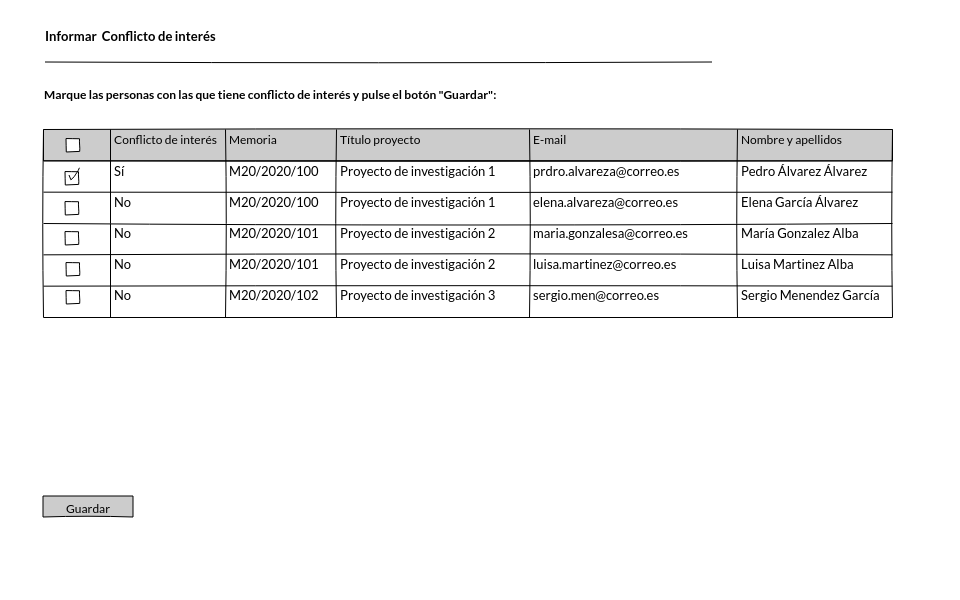 Informar Conflicto de interés
Marque las personas con las que tiene conflicto de interés y pulse el botón "Guardar":
Conflicto de interés Memoria Título proyecto E-mail Nombre y apellidos
Sí M20/2020/100 Proyecto de investigación 1 prdro.alvareza@correo.es Pedro Álvarez Álvarez
No M20/2020/100 Proyecto de investigación 1 elena.alvareza@correo.es Elena García Álvarez
No M20/2020/101 Proyecto de investigación 2 maria.gonzalesa@correo.es María Gonzalez Alba
No M20/2020/101 Proyecto de investigación 2 luisa.martinez@correo.es Luisa Martinez Alba
No M20/2020/102 Proyecto de investigación 3 sergio.men@correo.es Sergio Menendez García
Guardar